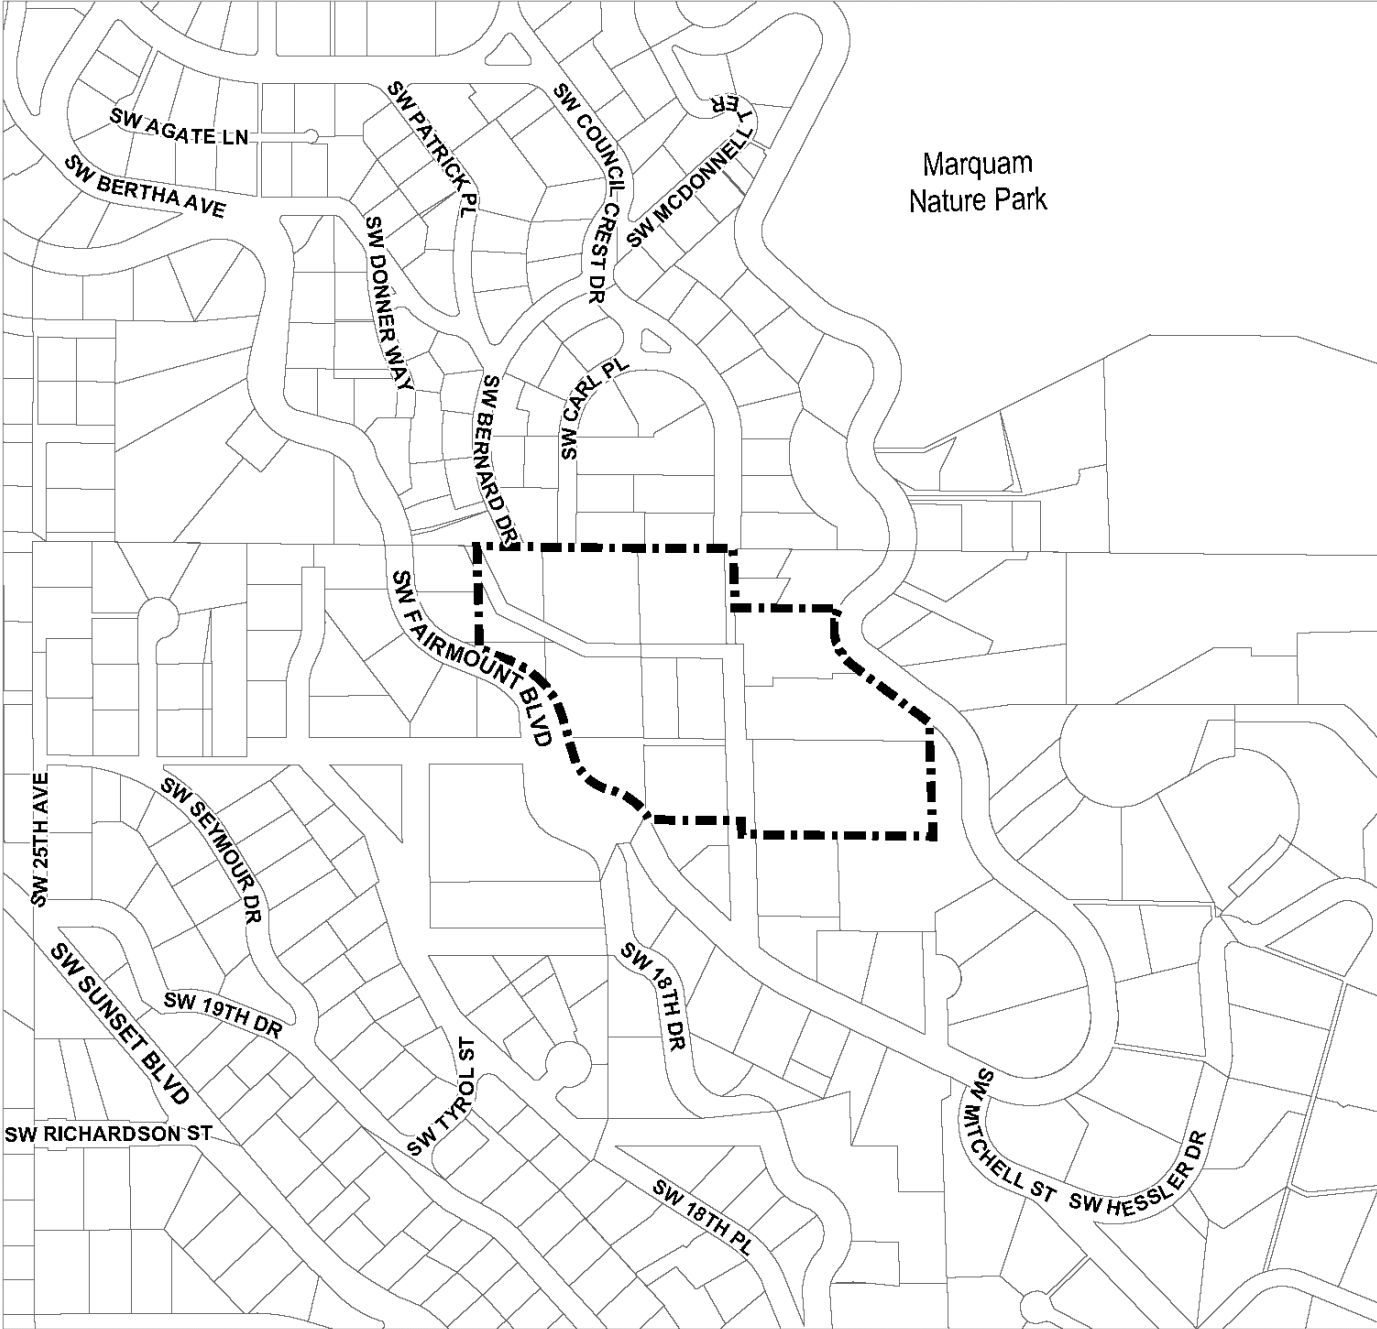 SW COUNCIL CREST DR
SW PATRICK PL
SW MCDONNELL TER
SW AGATE LN
Marquam
Nature Park
SW BERTHA AVE
SW DONNER WAY
SW CARL PL
SW BERNARD DR
SW FAIRMOUNT BLVD
SW 25TH AVE
SW SEYMOUR DR
SW SUNSET BLVD
SW 19TH DR
SW 18TH DR
SW TYROL ST
SW RICHARDSON ST
SW MITCHELL ST
SW HESSLER DR
SW 18TH PL